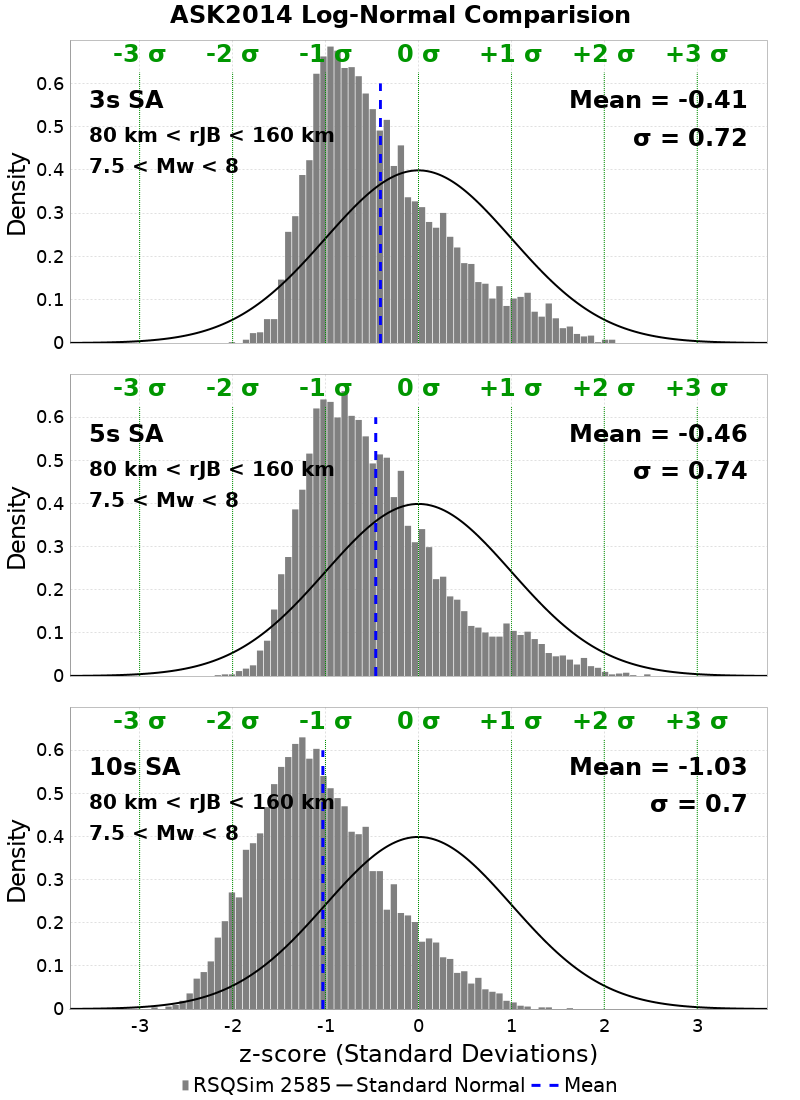 ASK2014 Log-Normal Comparision
-3 σ -2 σ -1 σ 0 σ +1 σ +2 σ +3 σ
3s SA
Mean = -0.41
80 km < rJB < 160 km
σ = 0.72
7.5 < Mw < 8
0.6
0.5
0.4
0.3
0.2
0.1
0
Density
-3 σ -2 σ -1 σ 0 σ +1 σ +2 σ +3 σ
5s SA
Mean = -0.46
80 km < rJB < 160 km
σ = 0.74
7.5 < Mw < 8
0.6
0.5
0.4
0.3
0.2
0.1
0
Density
-3 σ -2 σ -1 σ 0 σ +1 σ +2 σ +3 σ
10s SA
Mean = -1.03
80 km < rJB < 160 km
σ = 0.7
7.5 < Mw < 8
0.6
0.5
0.4
0.3
0.2
0.1
0
Density
-3 -2 -1 0 1 2 3
z-score (Standard Deviations)
RSQSim 2585 Standard Normal Mean